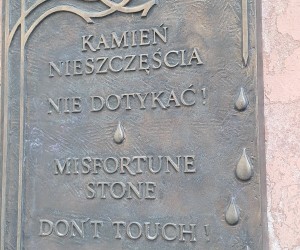 KAMIEŃ
NIESZCZĘŚCIA
NIE DOTYKAĆ!
MISFORTUNE
STONE
DON'T TOUCH!